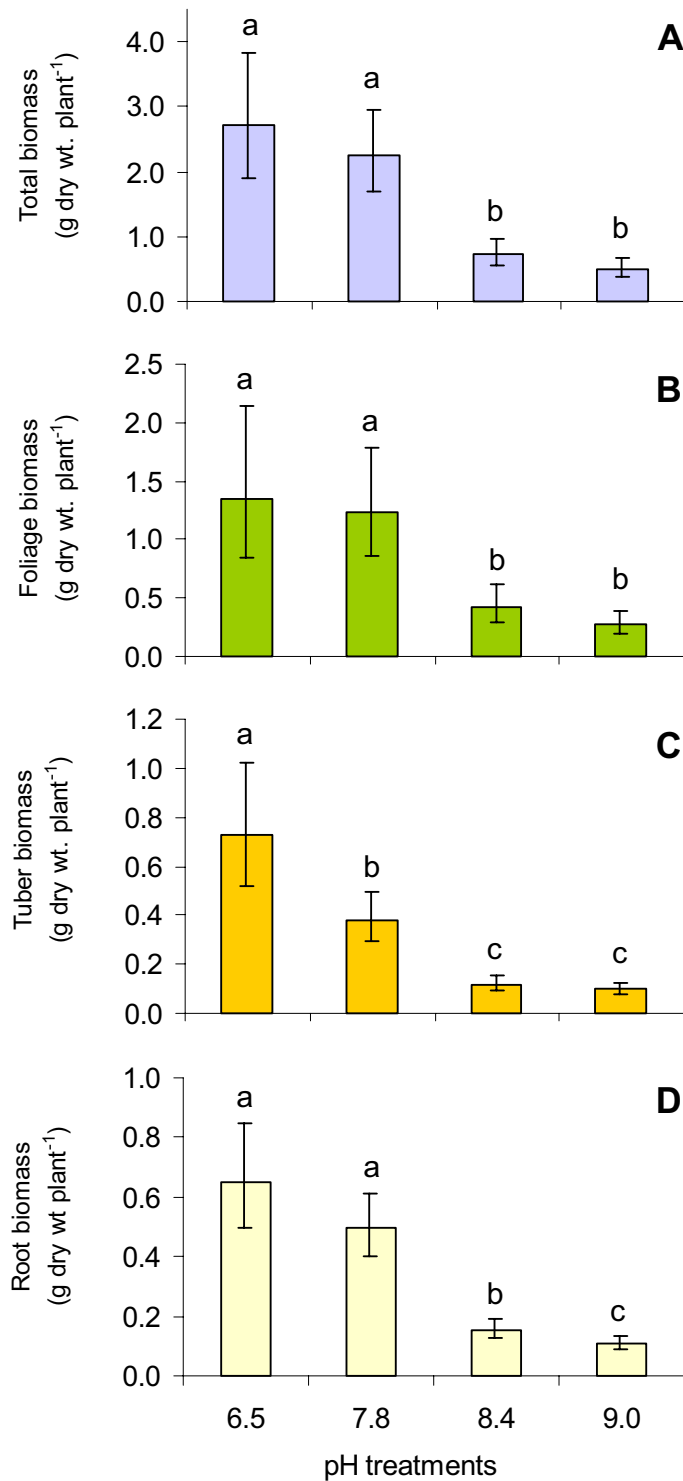 A
Total biomass
(g dry wt. plant⁻¹)
4.0
3.0
2.0
1.0
0.0
a
a
b
b
B
Foliage biomass
(g dry wt. plant⁻¹)
2.5
2.0
1.5
1.0
0.5
0.0
a
a
b
b
C
Tuber biomass
(g dry wt. plant⁻¹)
1.2
1.0
0.8
0.6
0.4
0.2
0.0
a
b
c
c
D
Root biomass
(g dry wt plant⁻¹)
1.0
0.8
0.6
0.4
0.2
0.0
a
a
b
c
6.5 7.8 8.4 9.0
pH treatments